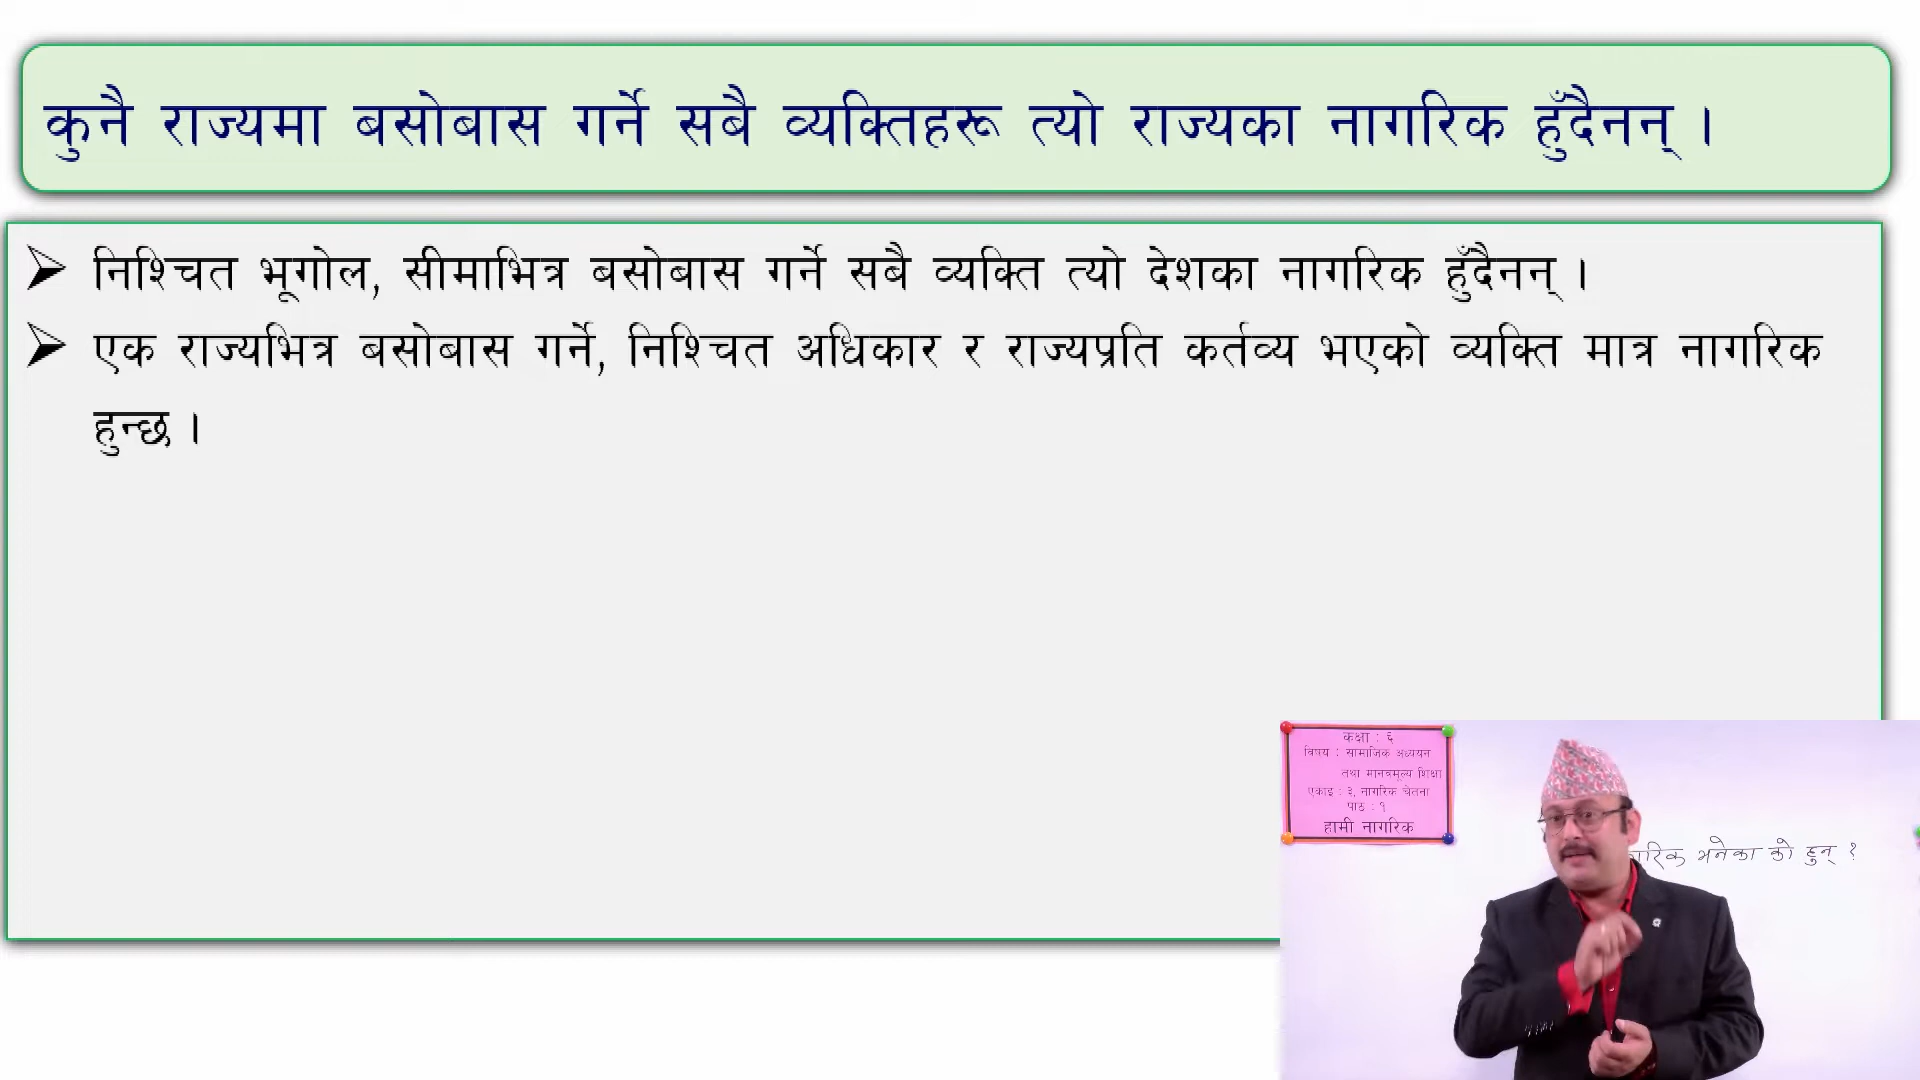 कुनै राज्यमा बसोबास गर्ने सबै व्यक्तिहरू त्यो राज्यका नागरिक हुँदैनन् ।
➢ निश्चित भूगोल, सीमाभित्र बसोबास गर्ने सबै व्यक्ति त्यो देशका नागरिक हुँदैनन् ।
➢ एक राज्यभित्र बसोबास गर्ने, निश्चित अधिकार र राज्यप्रति कर्तव्य भएको व्यक्ति मात्र नागरिक
हुन्छ ।
कक्षा : ६
विषय : सामाजिक अध्ययन
तथा मानवमूल्य शिक्षा
एकाइ : ३, नागरिक चेतना
पाठ : १
हामी नागरिक
भनेका को हुन् ?